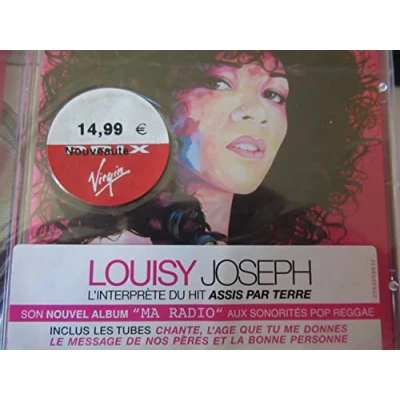 14,99 €
Nouveauté X
Virgin
LOUISY JOSEPH
L'INTERPRÈTE DU HIT ASSIS PAR TERRE
SON NOUVEL ALBUM "MA RADIO" AUX SONORITÉS POP REGGAE
INCLUS LES TUBES CHANTE, L'AGE QUE TU ME DONNES
LE MESSAGE DE NOS PÈRES ET LA BONNE PERSONNE